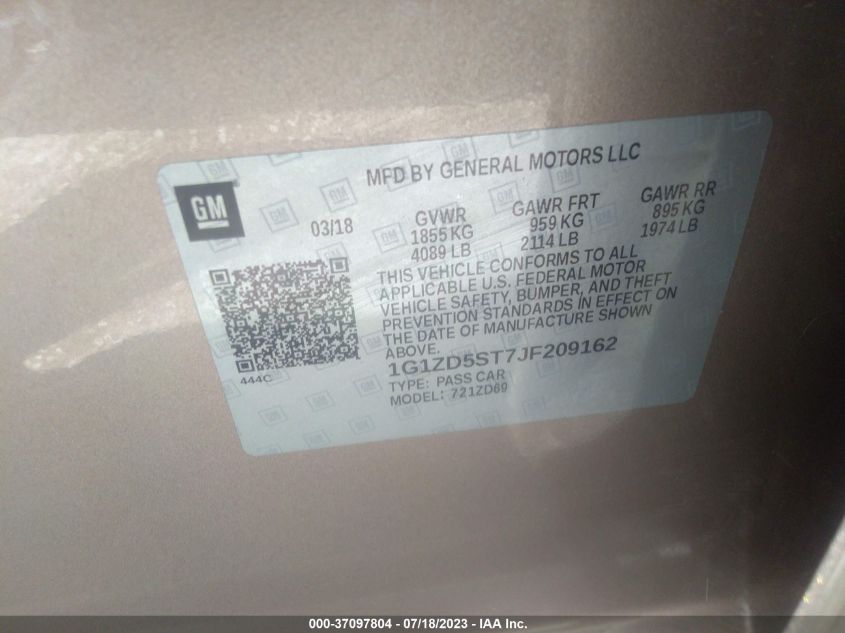 MFD BY GENERAL MOTORS LLC
GM
03/18
GVWR
1855 KG
4089 LB
GAWR FRT
959 KG
2114 LB
GAWR RR
895 KG
1974 LB
THIS VEHICLE CONFORMS TO ALL
APPLICABLE U.S. FEDERAL MOTOR
VEHICLE SAFETY, BUMPER, AND THEFT
PREVENTION STANDARDS IN EFFECT ON
THE DATE OF MANUFACTURE SHOWN
ABOVE.
444C
1G1ZD5ST7JF209162
TYPE: PASS CAR
MODEL: 721ZD69
000-37097804 - 07/18/2023 - IAA Inc.